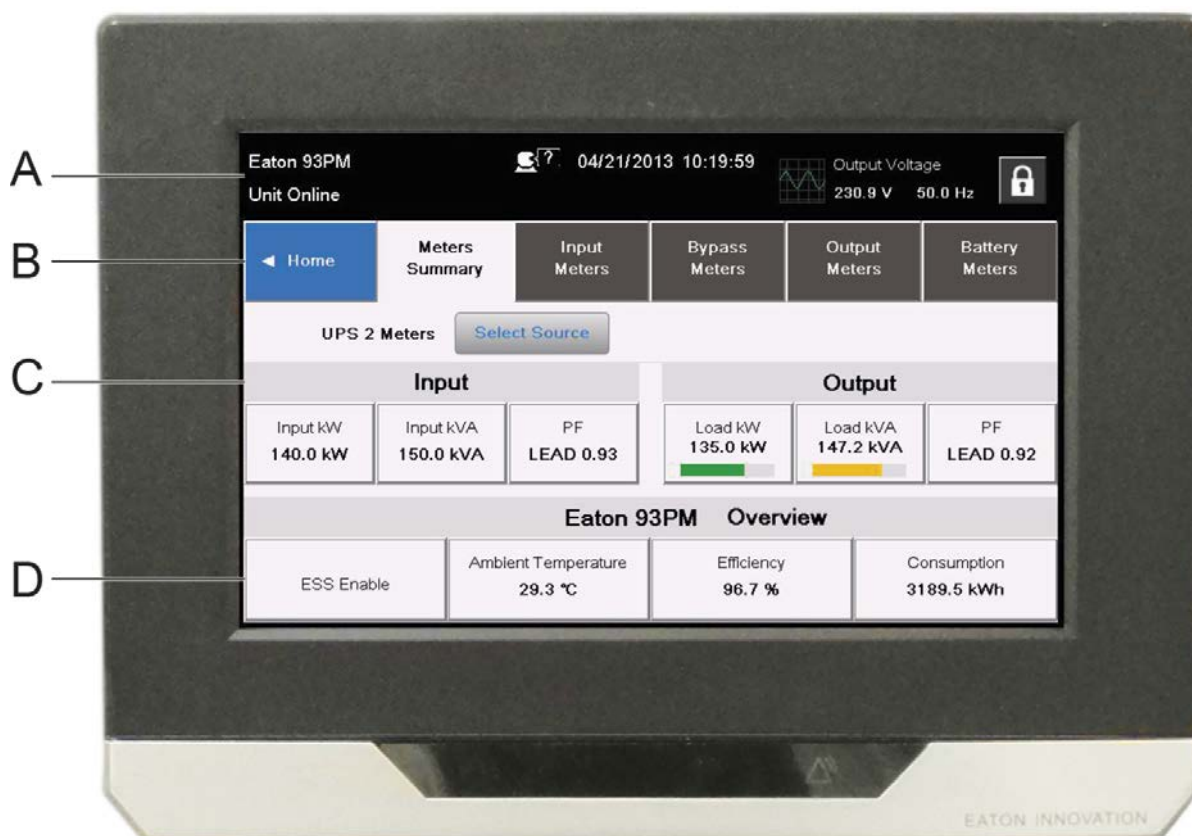 A
Eaton 93PM
? 04/21/2013 10:19:59
Output Voltage
Unit Online
230.9 V 50.0 Hz
B
◄ Home
Meters
Summary
Input
Meters
Bypass
Meters
Output
Meters
Battery
Meters
UPS 2 Meters
Select Source
C
Input
Output
Input kW
140.0 kW
Input kVA
150.0 kVA
PF
LEAD 0.93
Load kW
135.0 kW
Load kVA
147.2 kVA
PF
LEAD 0.92
Eaton 93PM Overview
D
ESS Enable
Ambient Temperature
29.3 °C
Efficiency
96.7 %
Consumption
3189.5 kWh
EATON INNOVATION